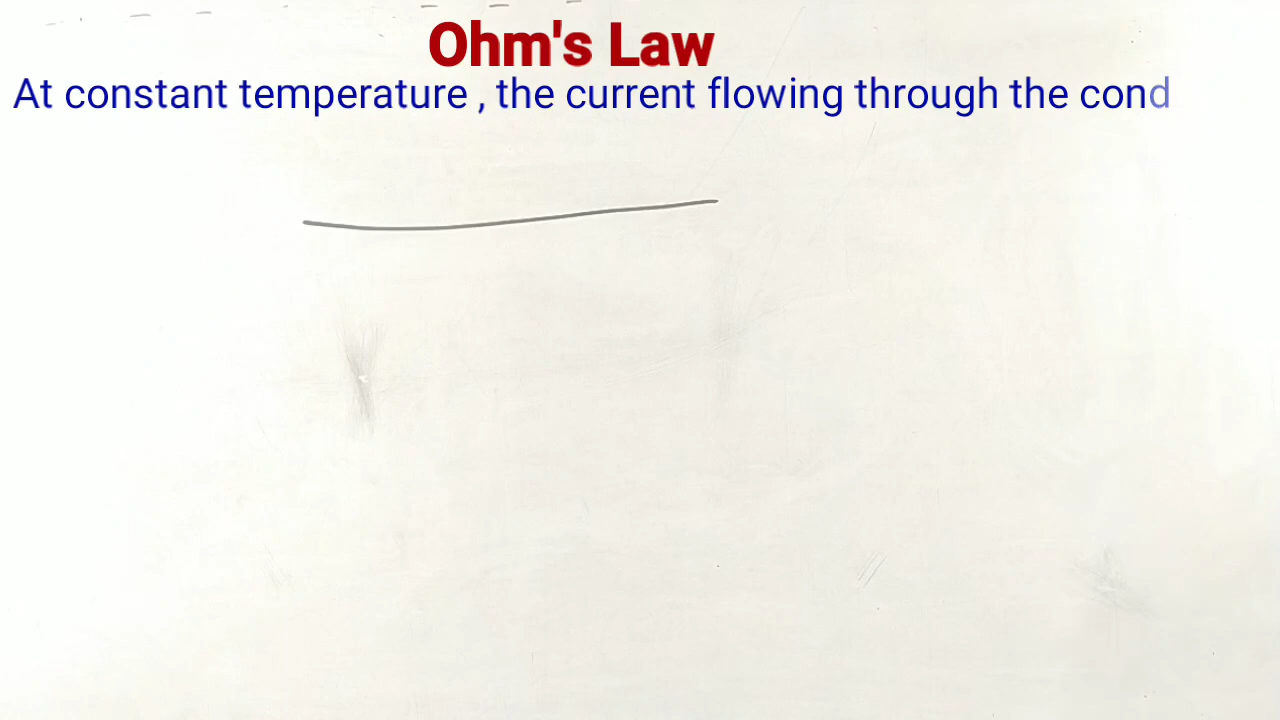 Ohm's Law
At constant temperature , the current flowing through the cond